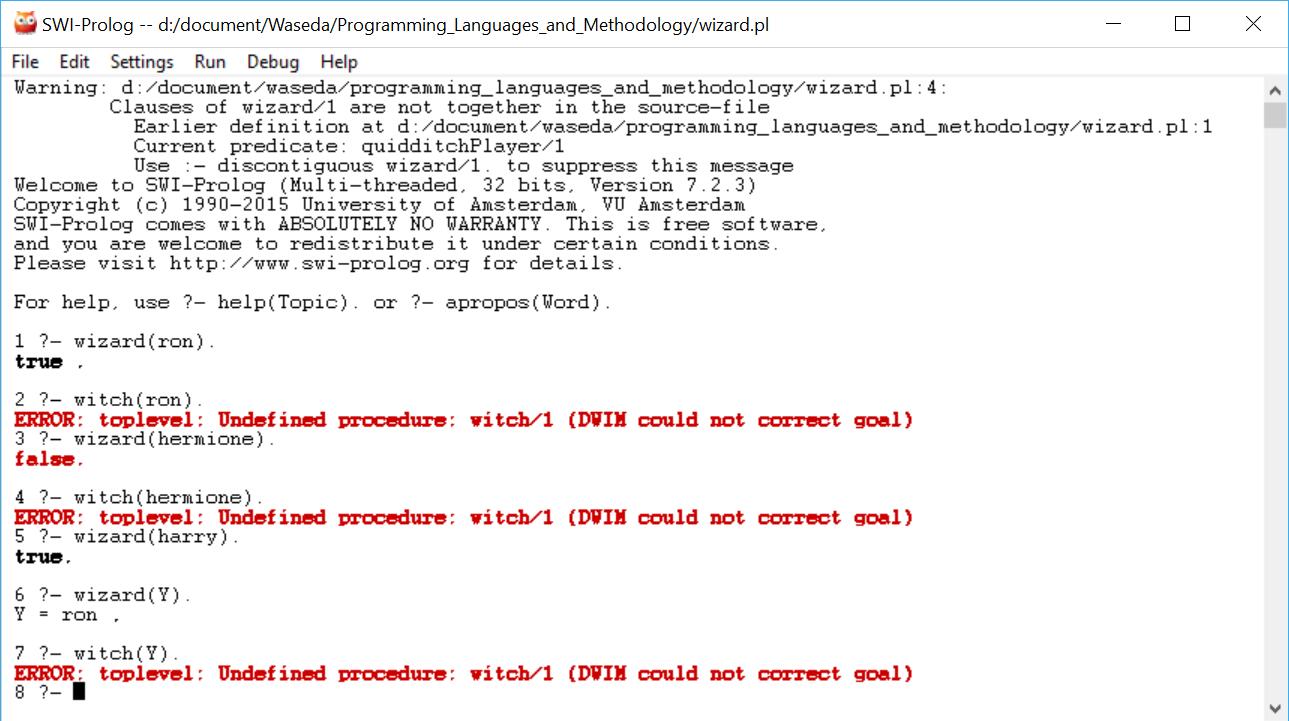 SWI-Prolog -- d:/document/Waseda/Programming_Languages_and_Methodology/wizard.pl
File Edit Settings Run Debug Help
Warning: d:/document/waseda/programming_languages_and_methodology/wizard.pl:4:
Clauses of wizard/1 are not together in the source-file
Earlier definition at d:/document/waseda/programming_languages_and_methodology/wizard.pl:1
Current predicate: quidditchPlayer/1
Use :- discontiguous wizard/1. to suppress this message
Welcome to SWI-Prolog (Multi-threaded, 32 bits, Version 7.2.3)
Copyright (c) 1990-2015 University of Amsterdam, VU Amsterdam
SWI-Prolog comes with ABSOLUTELY NO WARRANTY. This is free software,
and you are welcome to redistribute it under certain conditions.
Please visit http://www.swi-prolog.org for details.
For help, use ?- help(Topic). or ?- apropos(Word).
1 ?- wizard(ron).
true .
2 ?- witch(ron).
ERROR: toplevel: Undefined procedure: witch/1 (DWIM could not correct goal)
3 ?- wizard(hermione).
false.
4 ?- witch(hermione).
ERROR: toplevel: Undefined procedure: witch/1 (DWIM could not correct goal)
5 ?- wizard(harry).
true.
6 ?- wizard(Y).
Y = ron .
7 ?- witch(Y).
ERROR: toplevel: Undefined procedure: witch/1 (DWIM could not correct goal)
8 ?-